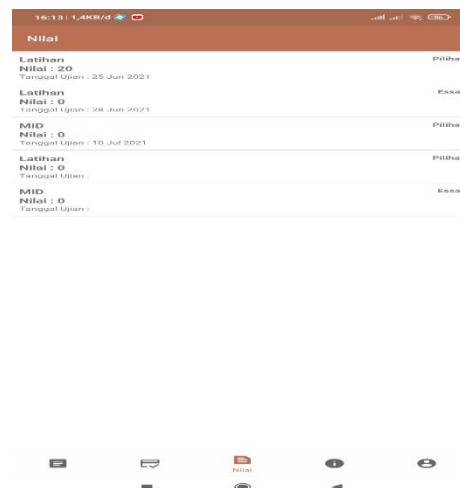 16:13 | 1,4KB/d
Nilai
Latihan Piliha
Nilai : 20
Tanggal Ujian : 25 Jun 2021
Latihan Essa
Nilai : 0
Tanggal Ujian : 28 Jun 2021
MID Piliha
Nilai : 0
Tanggal Ujian : 10 Jul 2021
Latihan Piliha
Nilai : 0
Tanggal Ujian :
MID Essa
Nilai : 0
Tanggal Ujian :
Nilai